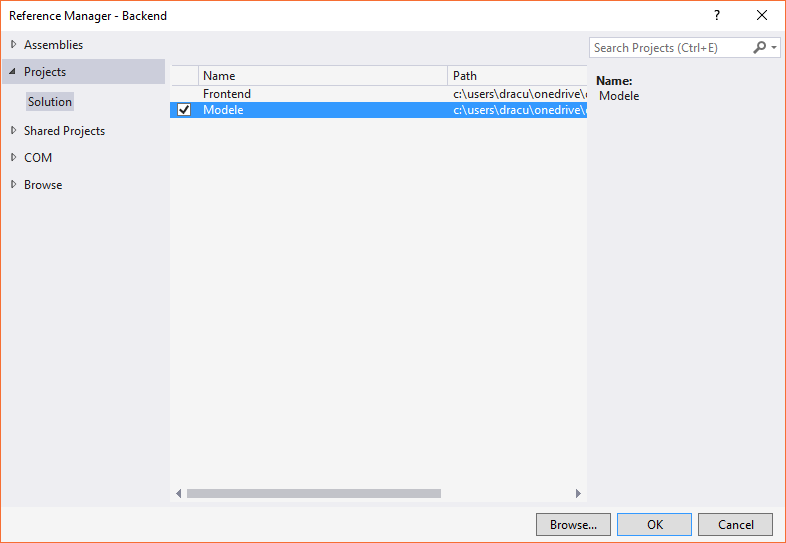 Reference Manager - Backend
?
Assemblies
Projects
Solution
Shared Projects
COM
Browse
Name Path
Frontend c:\users\dracu\onedrive\
Modele c:\users\dracu\onedrive\
Search Projects (Ctrl+E)
Name:
Modele
Browse... OK Cancel